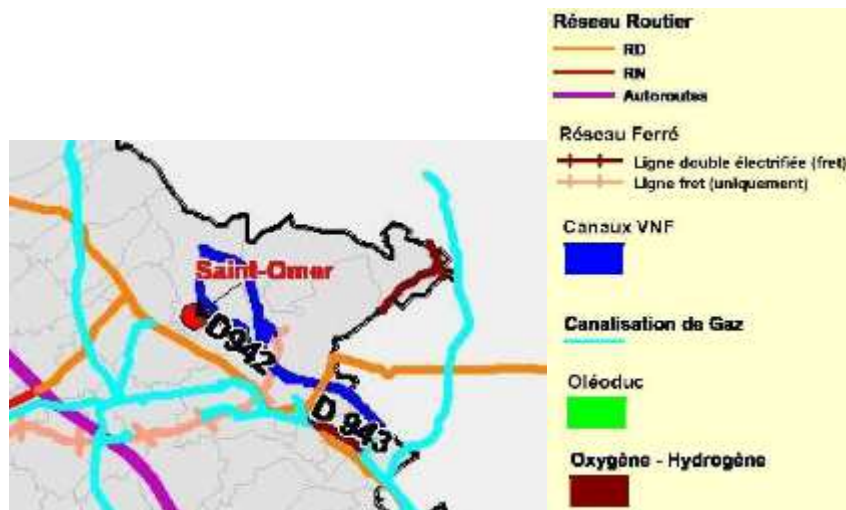 Saint-Omer
D942
D 943
Réseau Routier
RD
RN
Autoroutes
Réseau Ferré
Ligne double électrifiée (fret)
Ligne fret (uniquement)
Canaux VNF
Canalisation de Gaz
Oléoduc
Oxygène - Hydrogène